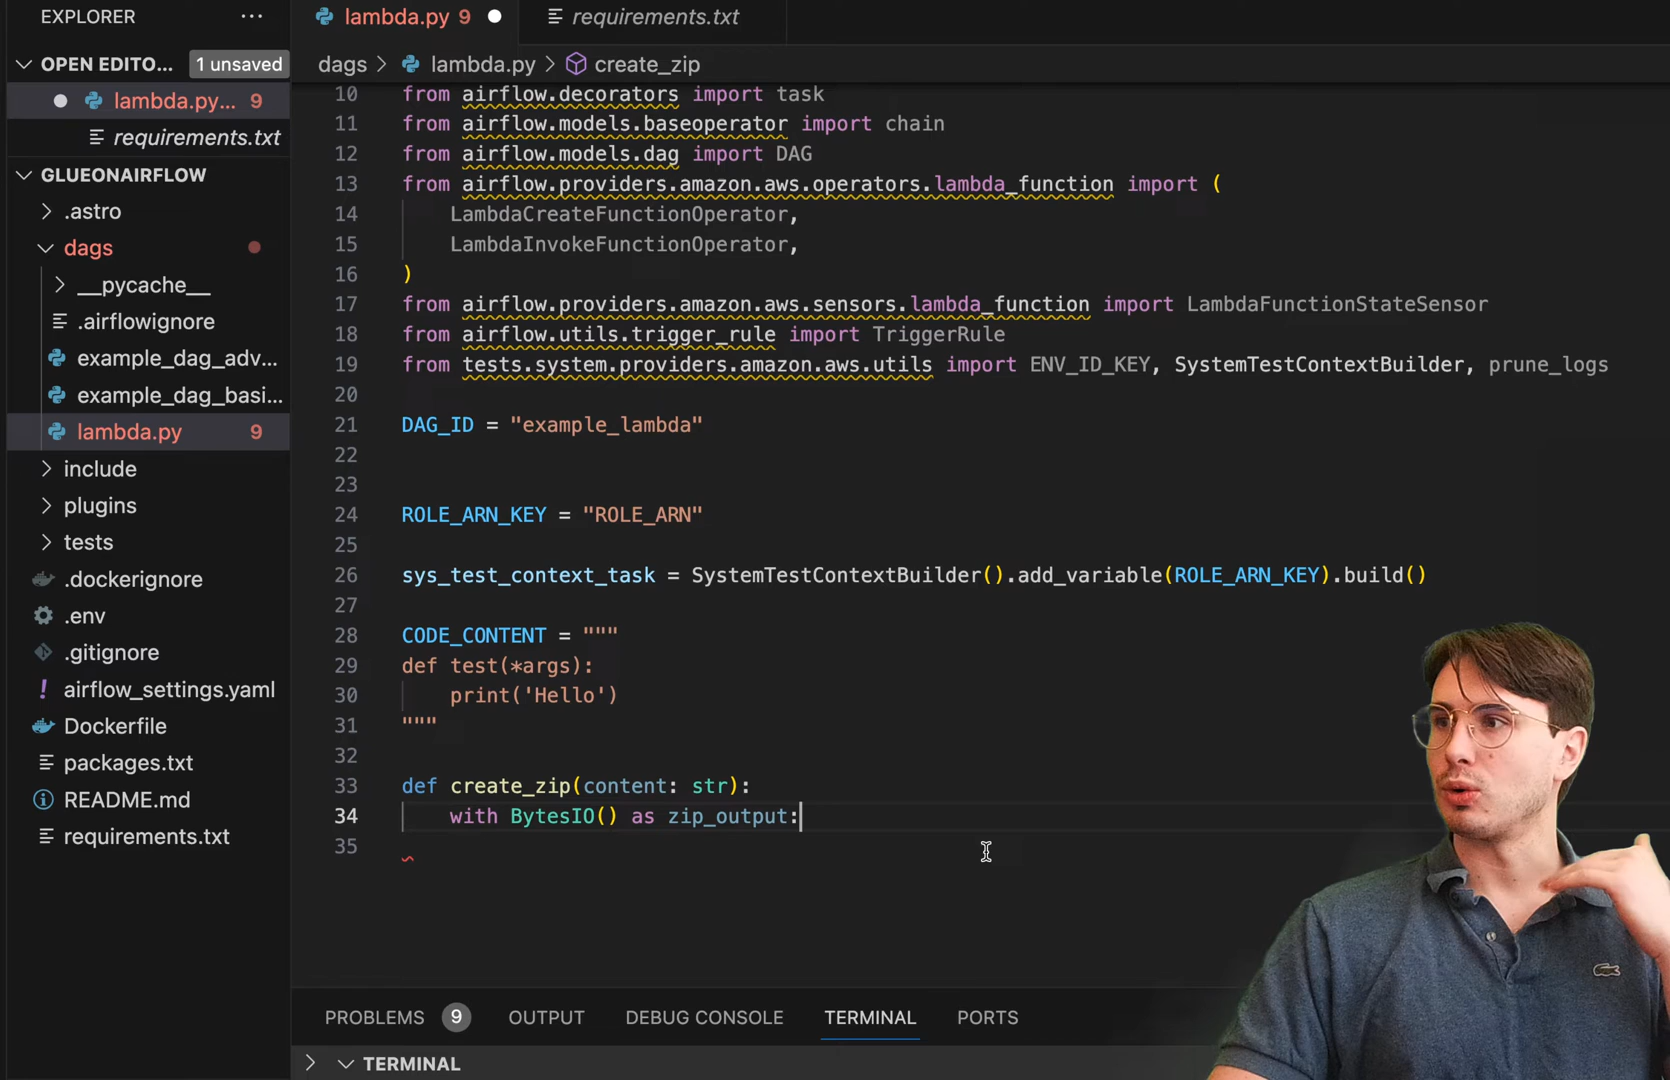 EXPLORER
lambda.py 9
requirements.txt
OPEN EDITO... 1 unsaved
lambda.py... 9
requirements.txt
GLUEONAIRFLOW
.astro
dags
__pycache__
.airflowignore
example_dag_adv...
example_dag_basi...
lambda.py 9
include
plugins
tests
.dockerignore
.env
.gitignore
airflow_settings.yaml
Dockerfile
packages.txt
README.md
requirements.txt
dags > lambda.py > create_zip
10 from airflow.decorators import task
11 from airflow.models.baseoperator import chain
12 from airflow.models.dag import DAG
13 from airflow.providers.amazon.aws.operators.lambda_function import (
14 LambdaCreateFunctionOperator,
15 LambdaInvokeFunctionOperator,
16 )
17 from airflow.providers.amazon.aws.sensors.lambda_function import LambdaFunctionStateSensor
18 from airflow.utils.trigger_rule import TriggerRule
19 from tests.system.providers.amazon.aws.utils import ENV_ID_KEY, SystemTestContextBuilder, prune_logs
20
21 DAG_ID = "example_lambda"
22
23
24 ROLE_ARN_KEY = "ROLE_ARN"
25
26 sys_test_context_task = SystemTestContextBuilder().add_variable(ROLE_ARN_KEY).build()
27
28 CODE_CONTENT = """
29 def test(*args):
30 print('Hello')
31 """
32
33 def create_zip(content: str):
34 with BytesIO() as zip_output:
35
PROBLEMS 9 OUTPUT DEBUG CONSOLE TERMINAL PORTS
TERMINAL